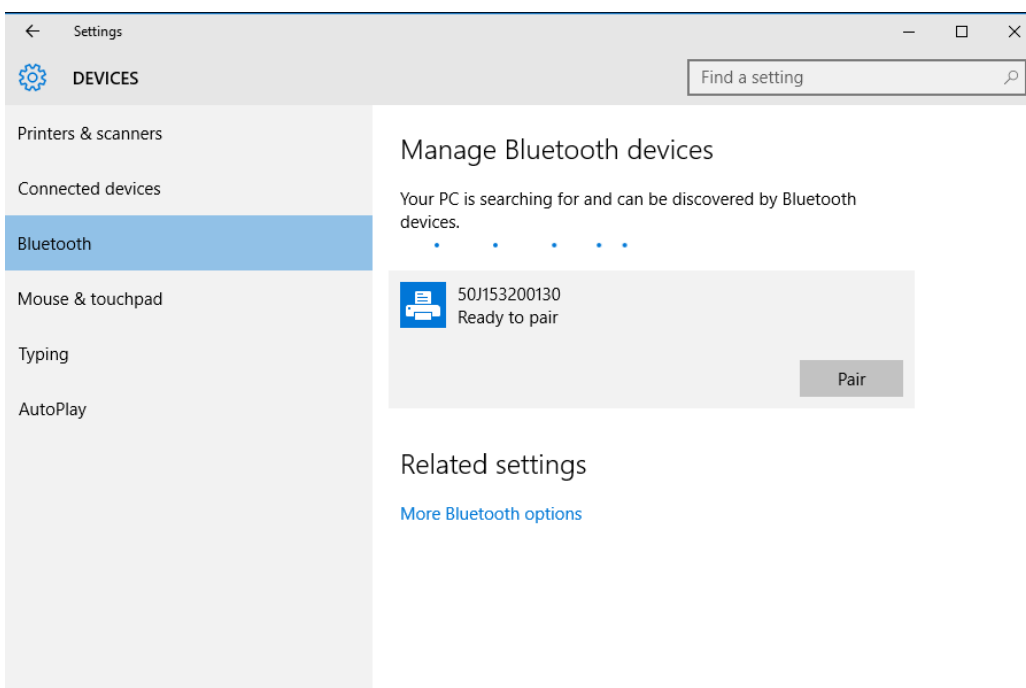 Settings
DEVICES
Find a setting
Printers & scanners
Connected devices
Bluetooth
Mouse & touchpad
Typing
AutoPlay
Manage Bluetooth devices
Your PC is searching for and can be discovered by Bluetooth
devices.
50J153200130
Ready to pair
Pair
Related settings
More Bluetooth options